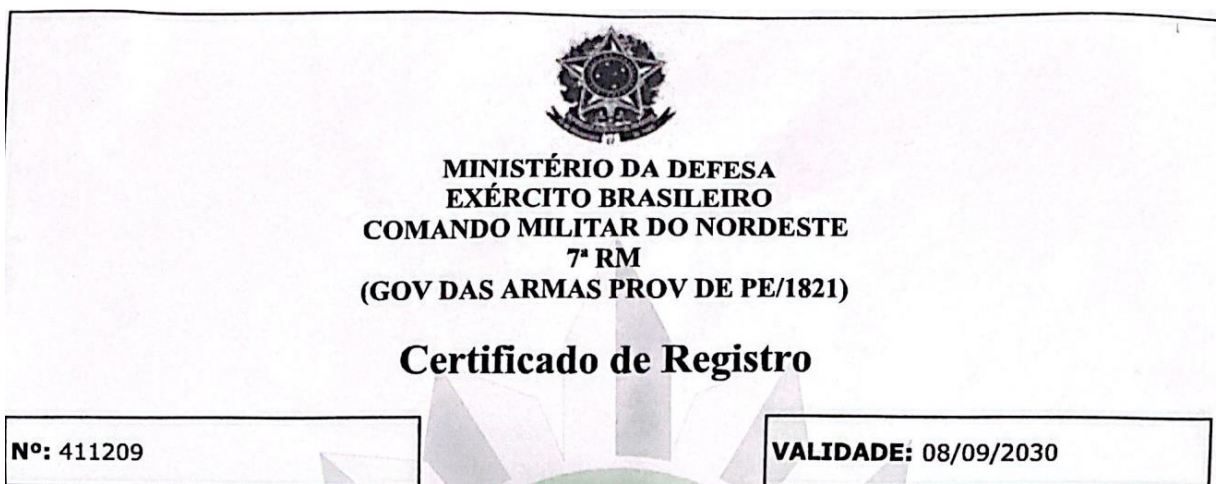 MINISTÉRIO DA DEFESA
EXÉRCITO BRASILEIRO
COMANDO MILITAR DO NORDESTE
7ª RM
(GOV DAS ARMAS PROV DE PE/1821)
Certificado de Registro
Nº: 411209
VALIDADE: 08/09/2030